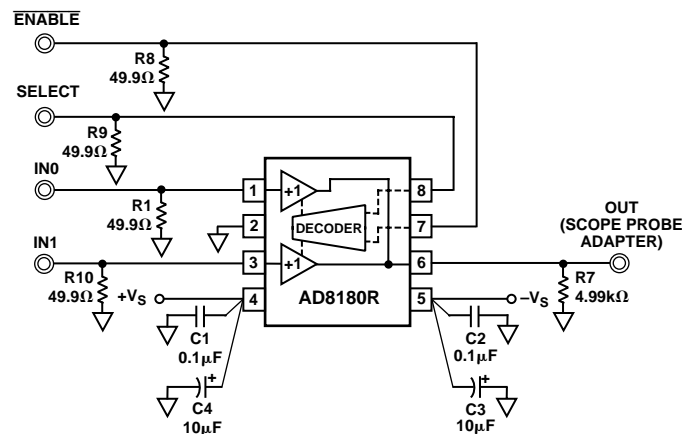 ENABLE
R8
49.9Ω
SELECT
R9
49.9Ω
IN0
R1
49.9Ω
IN1
R10
49.9Ω
+VS
C1
0.1μF
C4
+
10μF
1
2
3
4
+1
DECODER
+1
AD8180R
8
7
6
5
OUT
(SCOPE PROBE
ADAPTER)
R7
4.99kΩ
–VS
C2
0.1μF
+
C3
10μF